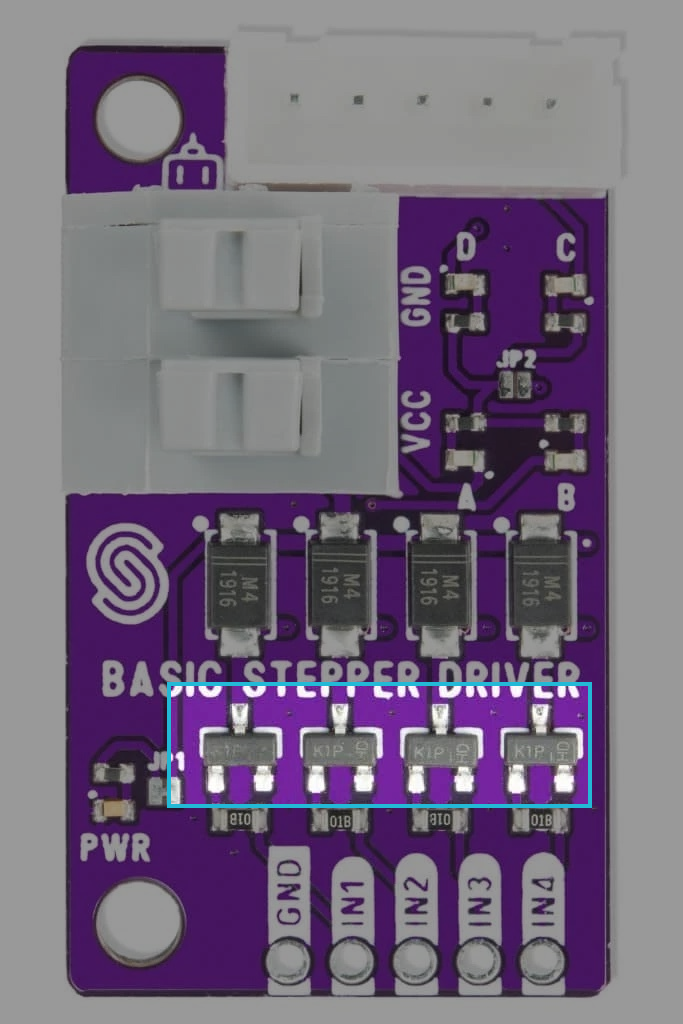 D C
GND
JP2
VCC
A B
M4 1916 M4 1916 M4 1916 M4 1916
BASIC STEPPER DRIVER
K1P K1P K1P K1P
JP1
01B 01B 01B 01B
PWR
GND IN1 IN2 IN3 IN4